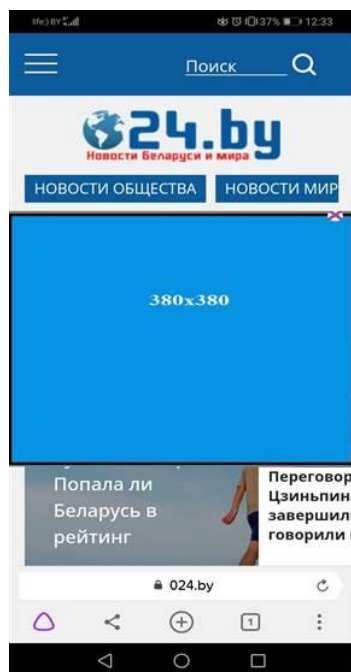 life:) BY 37% 12:33
Поиск
024.by
Новости Беларуси и мира
НОВОСТИ ОБЩЕСТВА НОВОСТИ МИР
380x380
Попала ли
Беларусь в
рейтинг
Переговор
Цзиньпин
завершил
говорили
024.by
1